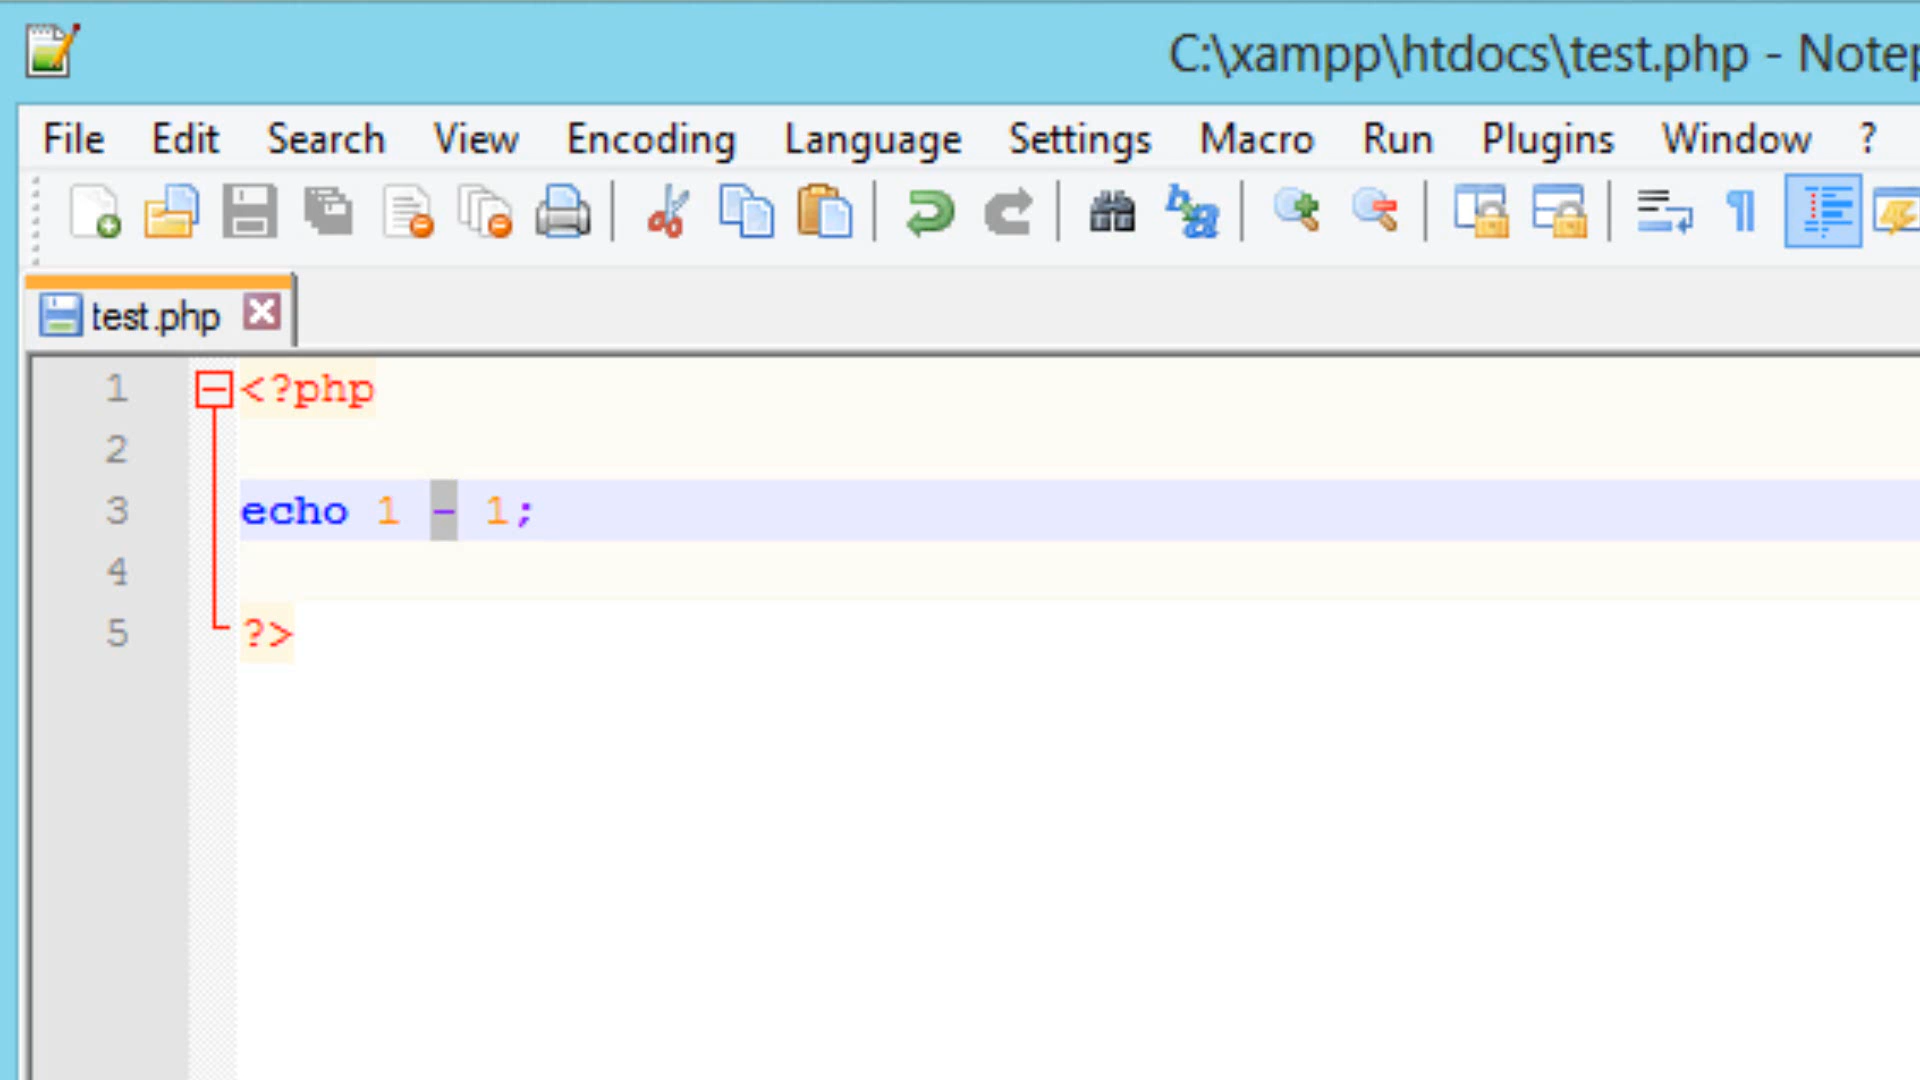 C:\xampp\htdocs\test.php - Notep
File Edit Search View Encoding Language Settings Macro Run Plugins Window ?
test.php
1 <?php
2
3 echo 1 - 1;
4
5 ?>